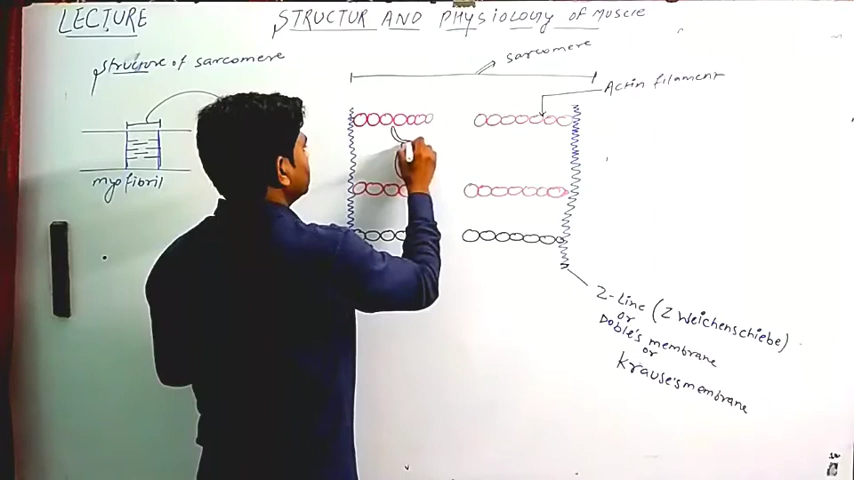 LECTURE
STRUCTUR AND PHYSIOLOUNY of MUSCLE
structure of sarcomere
sarcomere
Actin filament
myofibril
Z-Line (Z Weichenschiebe)
or
Doble's membrane
or
Krause's membrane